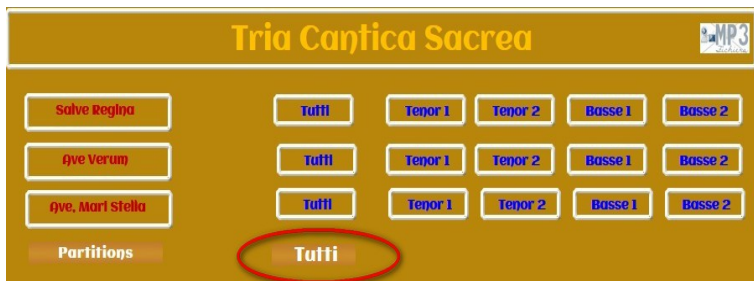 Tria Cantica Sacrea
MP3
Fichiers
Salve Regina Tutti Tenor 1 Tenor 2 Basse 1 Basse 2
Ave Verum Tutti Tenor 1 Tenor 2 Basse 1 Basse 2
Ave, Mari Stella Tutti Tenor 1 Tenor 2 Basse 1 Basse 2
Partitions Tutti